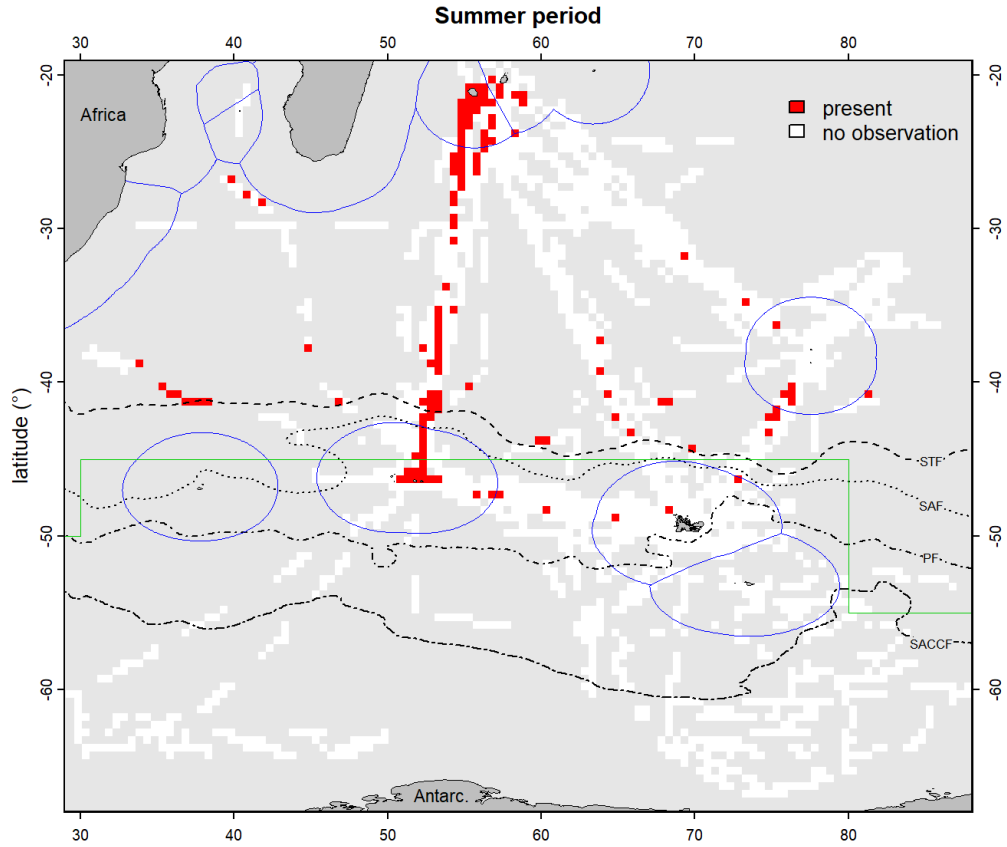 Summer period
30 40 50 60 70 80
-20 -20
Africa
present
no observation
-30 -30
latitude (°)
-40 -40
STF
SAF
-50 -50
PF
SACCF
-60 -60
Antarc.
30 40 50 60 70 80